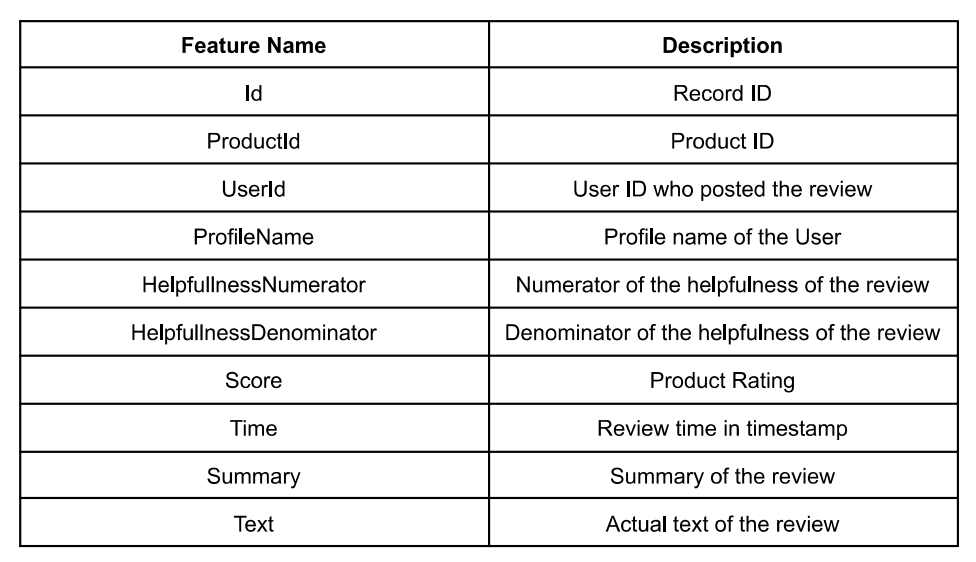 Feature Name Description
Id Record ID
ProductId Product ID
UserId User ID who posted the review
ProfileName Profile name of the User
HelpfullnessNumerator Numerator of the helpfulness of the review
HelpfullnessDenominator Denominator of the helpfulness of the review
Score Product Rating
Time Review time in timestamp
Summary Summary of the review
Text Actual text of the review